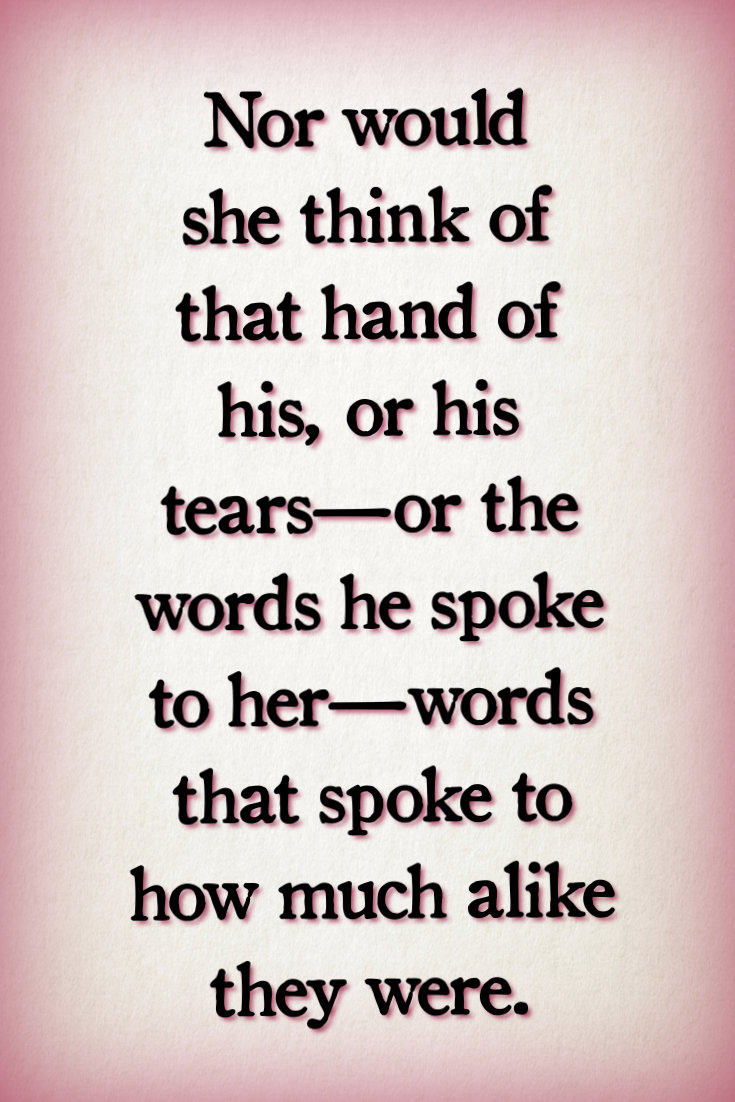 Nor would
she think of
that hand of
his, or his
tears—or the
words he spoke
to her—words
that spoke to
how much alike
they were.